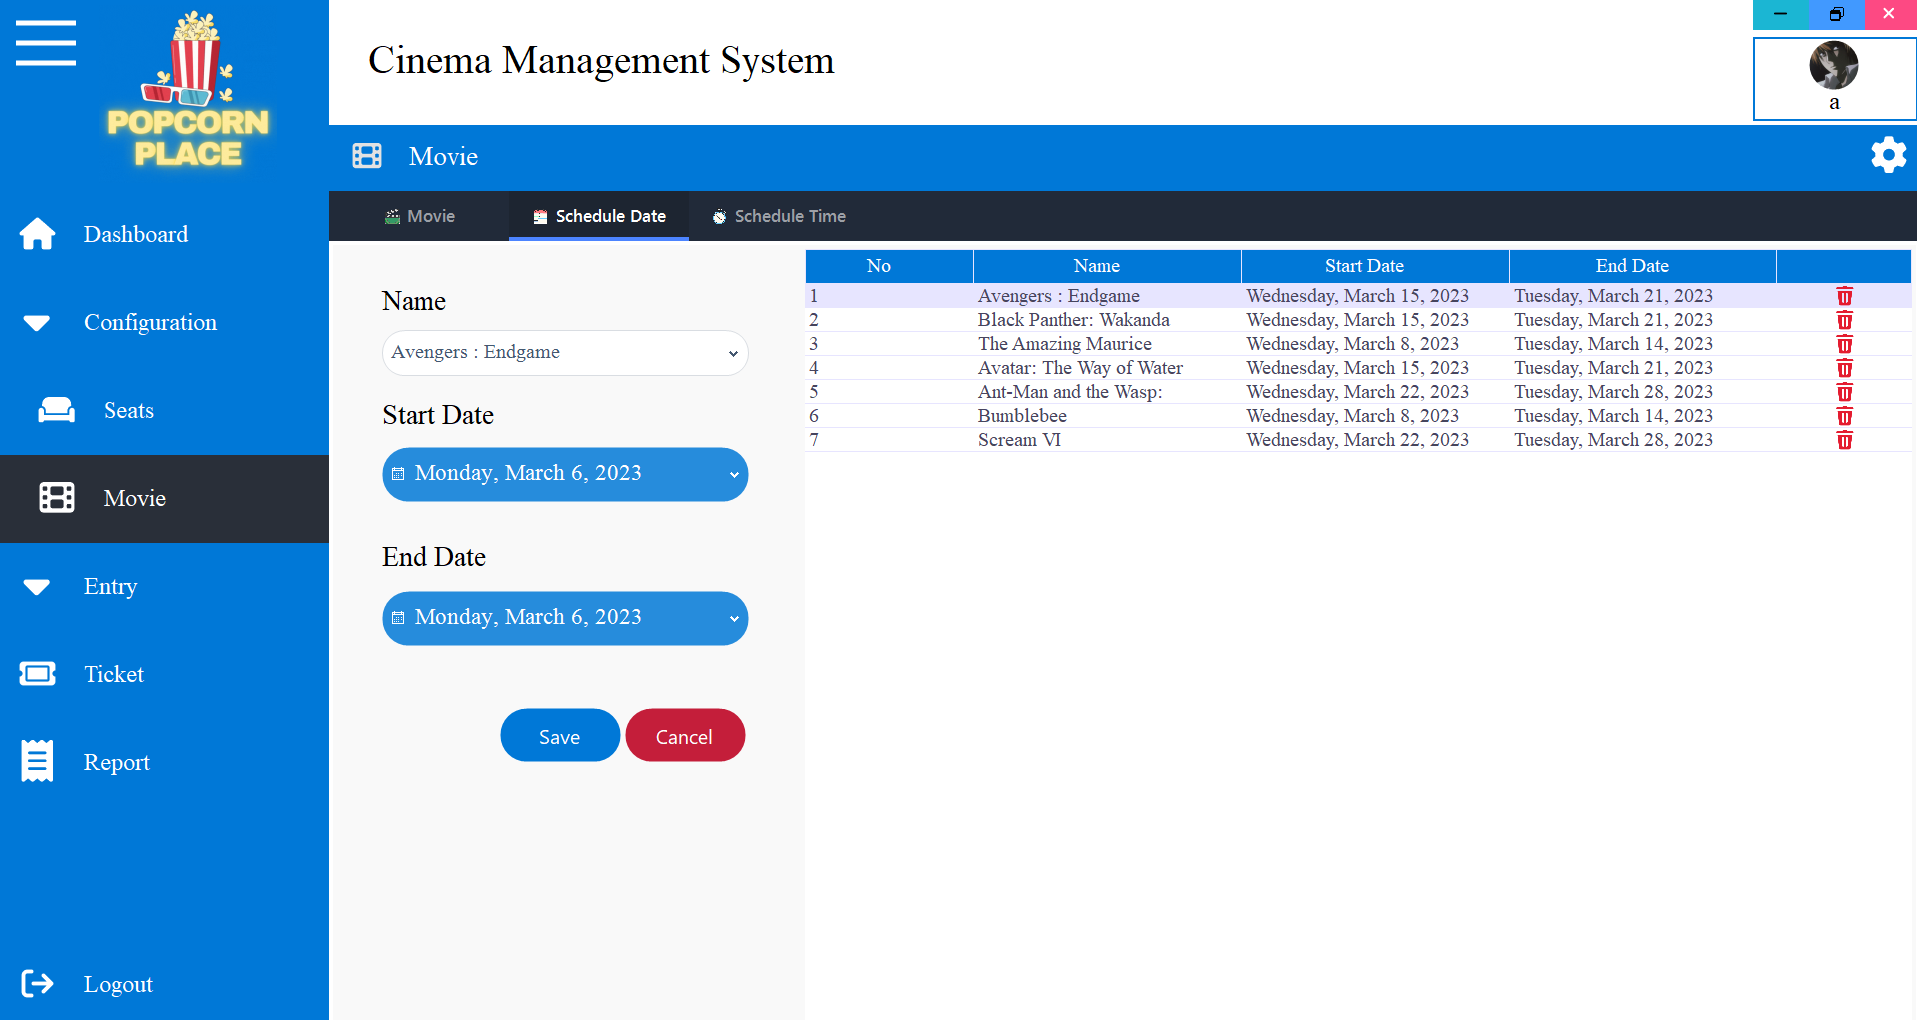 POPCORN
PLACE
Cinema Management System
a
Movie
Dashboard
Configuration
Seats
Movie
Entry
Ticket
Report
Logout
Movie
Schedule Date
Schedule Time
Name
Avengers : Endgame
Start Date
Monday, March 6, 2023
End Date
Monday, March 6, 2023
Save
Cancel
No Name Start Date End Date
1 Avengers : Endgame Wednesday, March 15, 2023 Tuesday, March 21, 2023
2 Black Panther: Wakanda Wednesday, March 15, 2023 Tuesday, March 21, 2023
3 The Amazing Maurice Wednesday, March 8, 2023 Tuesday, March 14, 2023
4 Avatar: The Way of Water Wednesday, March 15, 2023 Tuesday, March 21, 2023
5 Ant-Man and the Wasp: Wednesday, March 22, 2023 Tuesday, March 28, 2023
6 Bumblebee Wednesday, March 8, 2023 Tuesday, March 14, 2023
7 Scream VI Wednesday, March 22, 2023 Tuesday, March 28, 2023